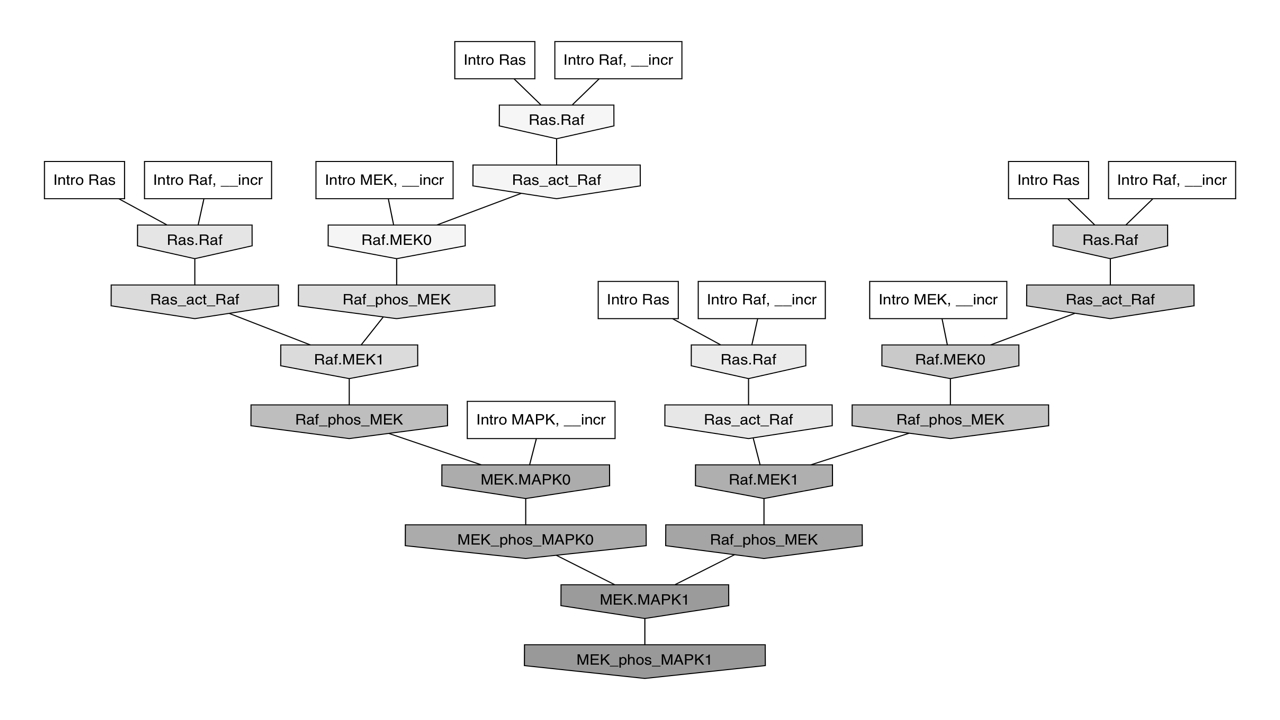 Intro Ras
Intro Raf, __incr
Ras.Raf
Intro Ras
Intro Raf, __incr
Intro MEK, __incr
Ras_act_Raf
Intro Ras
Intro Raf, __incr
Ras.Raf
Raf.MEK0
Ras.Raf
Ras_act_Raf
Raf_phos_MEK
Intro Ras
Intro Raf, __incr
Intro MEK, __incr
Ras_act_Raf
Raf.MEK1
Ras.Raf
Raf.MEK0
Raf_phos_MEK
Intro MAPK, __incr
Ras_act_Raf
Raf_phos_MEK
MEK.MAPK0
Raf.MEK1
MEK_phos_MAPK0
Raf_phos_MEK
MEK.MAPK1
MEK_phos_MAPK1